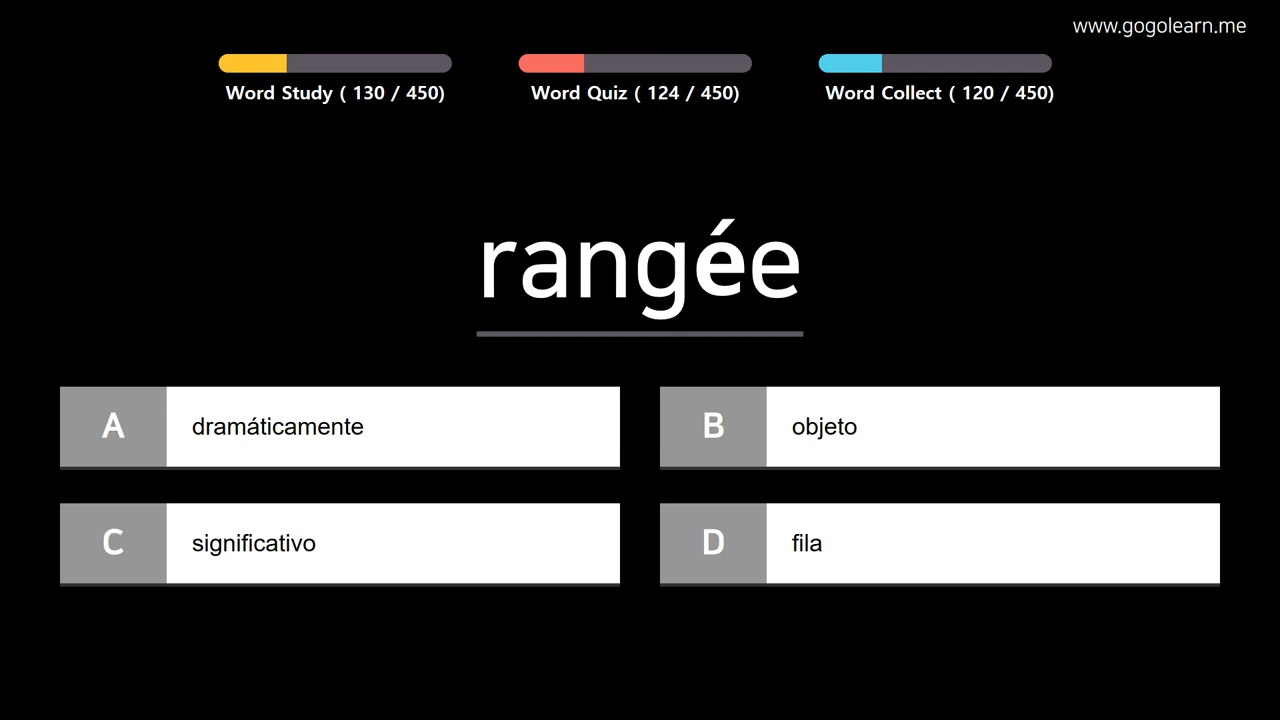 www.gogolearn.me
Word Study ( 130 / 450)
Word Quiz ( 124 / 450)
Word Collect ( 120 / 450)
rangée
A dramáticamente
B objeto
C significativo
D fila